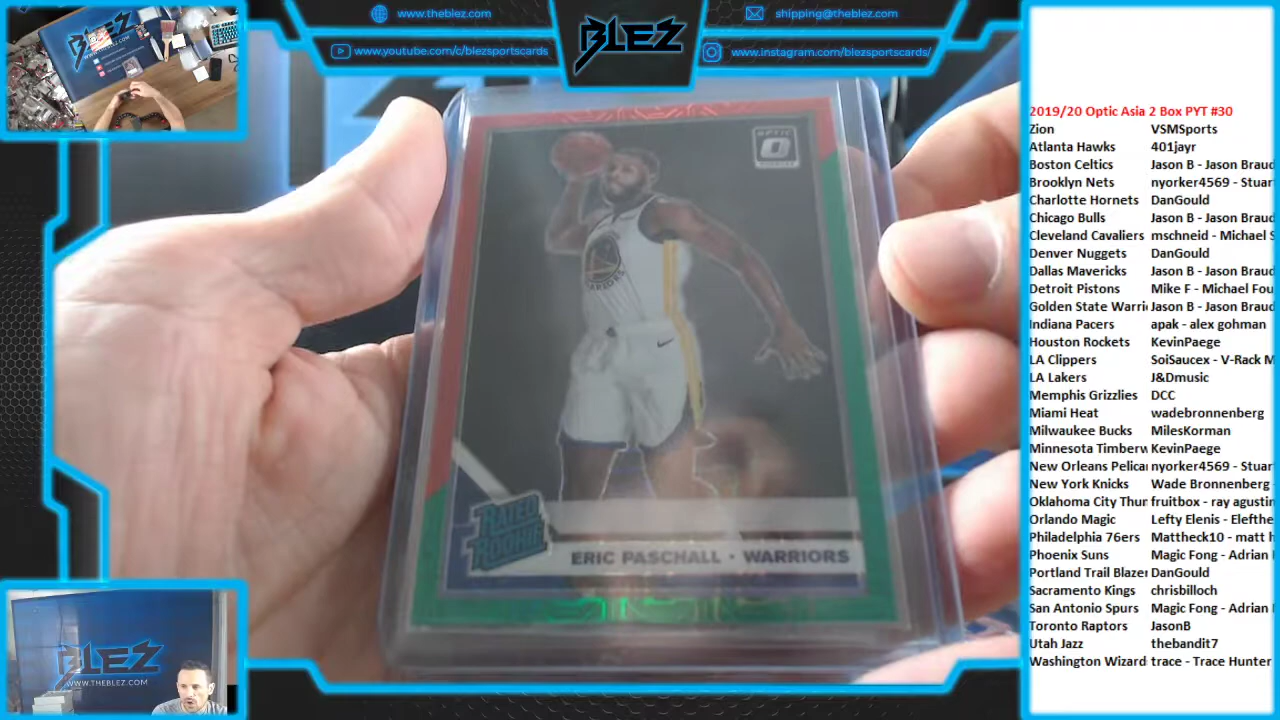 www.theblez.com
shipping@theblez.com
www.youtube.com/c/blezsportscards
www.instagram.com/blezsportscards/
BLEZ
OPTIC
WARRIORS
RATED
ROOKIE
ERIC PASCHALL • WARRIORS
BLEZ
WWW.THEBLEZ.COM
2019/20 Optic Asia 2 Box PYT #30
Zion VSMSports
Atlanta Hawks 401jayr
Boston Celtics Jason B - Jason Brauc
Brooklyn Nets nyorker4569 - Stuar
Charlotte Hornets DanGould
Chicago Bulls Jason B - Jason Brauc
Cleveland Cavaliers mschneid - Michael S
Denver Nuggets DanGould
Dallas Mavericks Jason B - Jason Brauc
Detroit Pistons Mike F - Michael Fou
Golden State Warri Jason B - Jason Brauc
Indiana Pacers apak - alex gohman
Houston Rockets KevinPaege
LA Clippers SoiSaucex - V-Rack M
LA Lakers J&Dmusic
Memphis Grizzlies DCC
Miami Heat wadebronnenberg
Milwaukee Bucks MilesKorman
Minnesota Timberw KevinPaege
New Orleans Pelica nyorker4569 - Stuar
New York Knicks Wade Bronnenberg
Oklahoma City Thun fruitbox - ray agustin
Orlando Magic Lefty Elenis - Elefthe
Philadelphia 76ers Mattheck10 - matt h
Phoenix Suns Magic Fong - Adrian
Portland Trail Blazer DanGould
Sacramento Kings chrisbilloch
San Antonio Spurs Magic Fong - Adrian
Toronto Raptors JasonB
Utah Jazz thebandit7
Washington Wizard trace - Trace Hunter